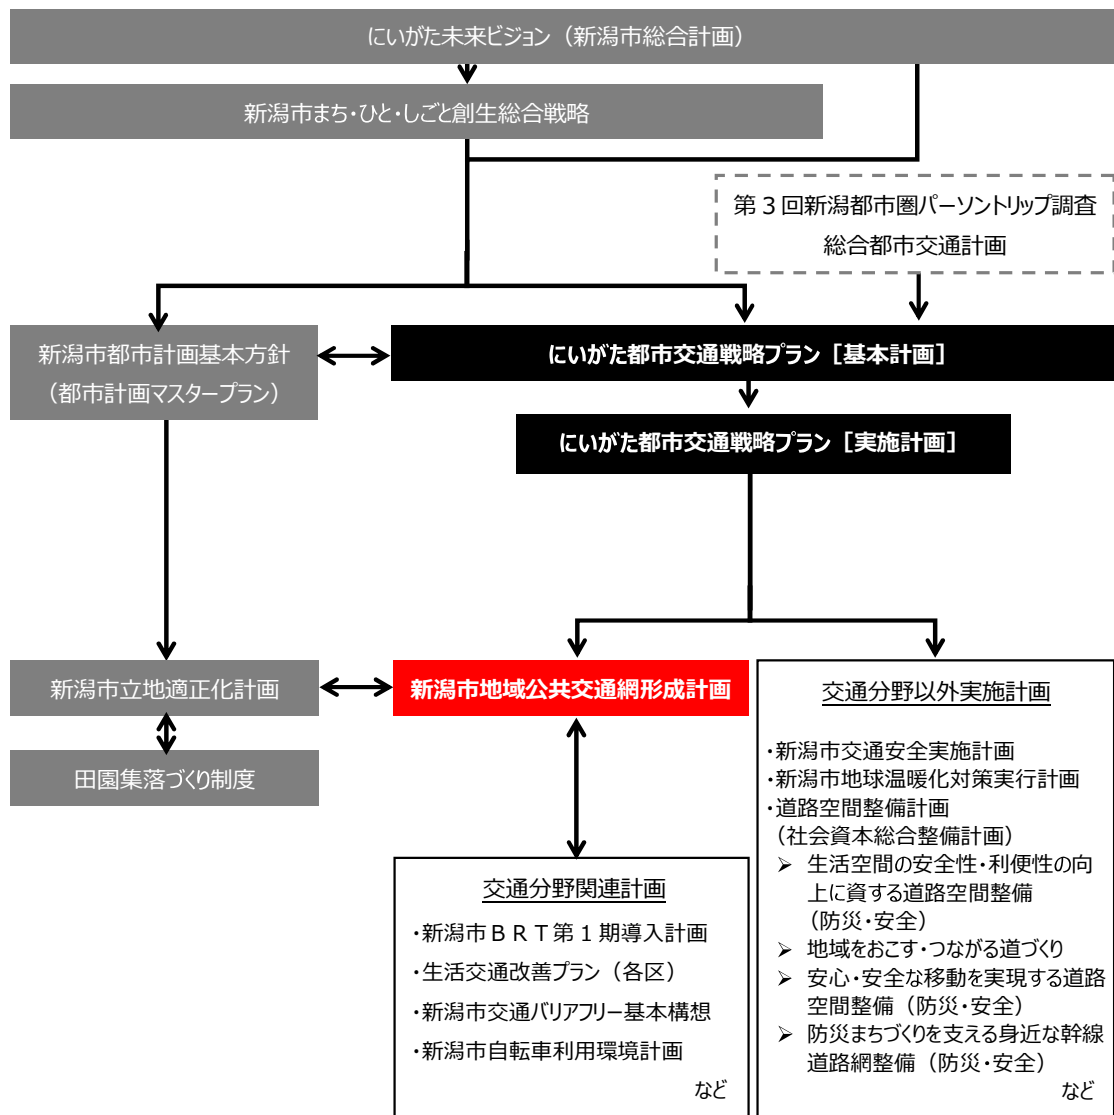 にいがた未来ビジョン（新潟市総合計画）
新潟市まち・ひと・しごと創生総合戦略
第３回新潟都市圏パーソントリップ調査
総合都市交通計画
新潟市都市計画基本方針
（都市計画マスタープラン）
にいがた都市交通戦略プラン［基本計画］
にいがた都市交通戦略プラン［実施計画］
新潟市立地適正化計画
新潟市地域公共交通網形成計画
田園集落づくり制度
交通分野以外実施計画
・新潟市交通安全実施計画
・新潟市地球温暖化対策実行計画
・道路空間整備計画
（社会資本総合整備計画）
➢ 生活空間の安全性・利便性の向
上に資する道路空間整備
（防災・安全）
➢ 地域をおこす・つながる道づくり
➢ 安心・安全な移動を実現する道路
空間整備（防災・安全）
➢ 防災まちづくりを支える身近な幹線
道路網整備（防災・安全）
など
交通分野関連計画
・新潟市ＢＲＴ第１期導入計画
・生活交通改善プラン（各区）
・新潟市交通バリアフリー基本構想
・新潟市自転車利用環境計画
など